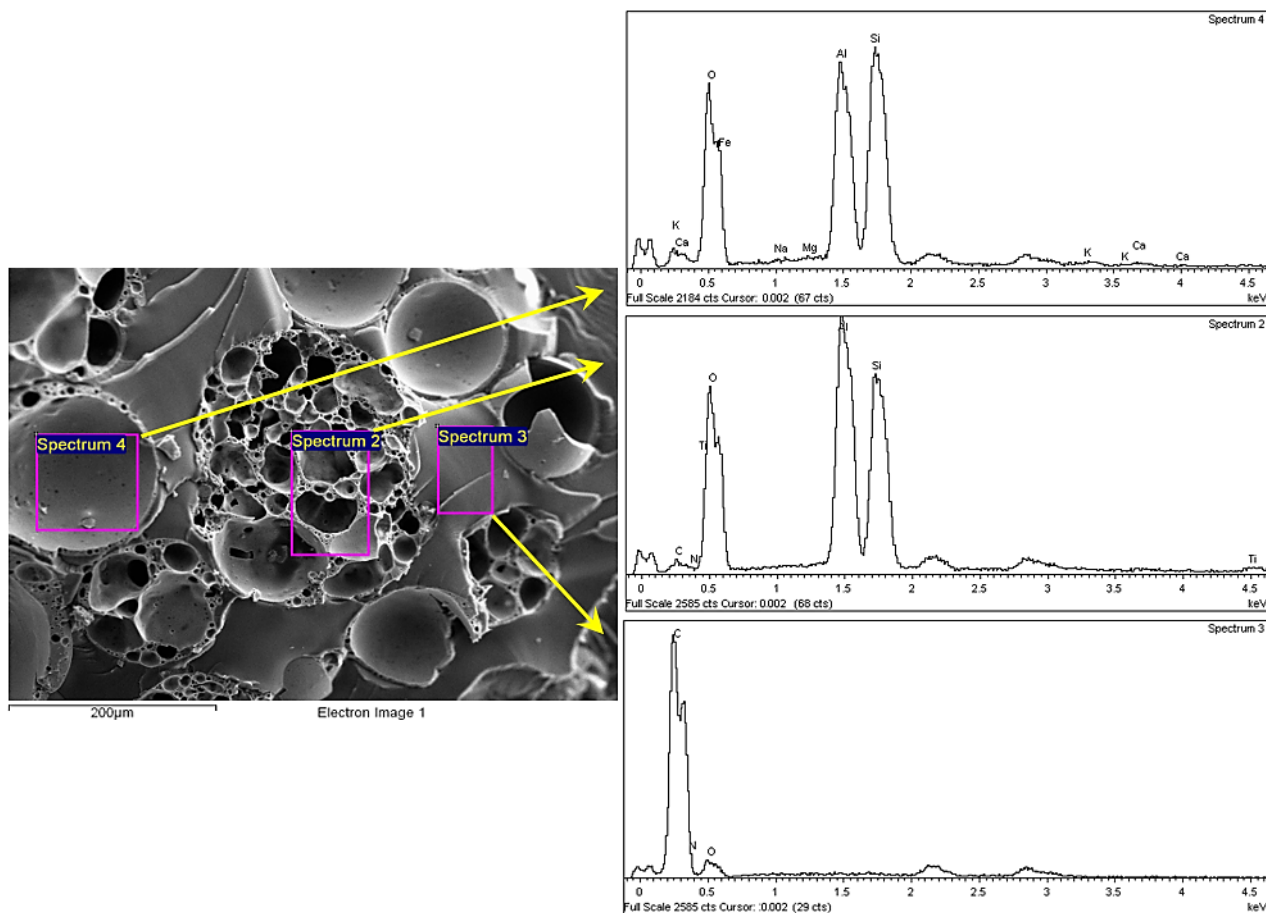 Spectrum 4
Spectrum 2
Spectrum 3
200µm
Electron Image 1
Spectrum 4
Si
Al
O
Fe
K
Ca
Na
Mg
K
K
Ca
Ca
0 0.5 1 1.5 2 2.5 3 3.5 4 4.5
Full Scale 2184 cts Cursor: 0.002 (67 cts)
keV
Spectrum 2
O
Si
C
N
Ti
0 0.5 1 1.5 2 2.5 3 3.5 4 4.5
Full Scale 2585 cts Cursor: 0.002 (68 cts)
keV
Spectrum 3
C
N
O
0 0.5 1 1.5 2 2.5 3 3.5 4 4.5
Full Scale 2585 cts Cursor: 0.002 (29 cts)
keV